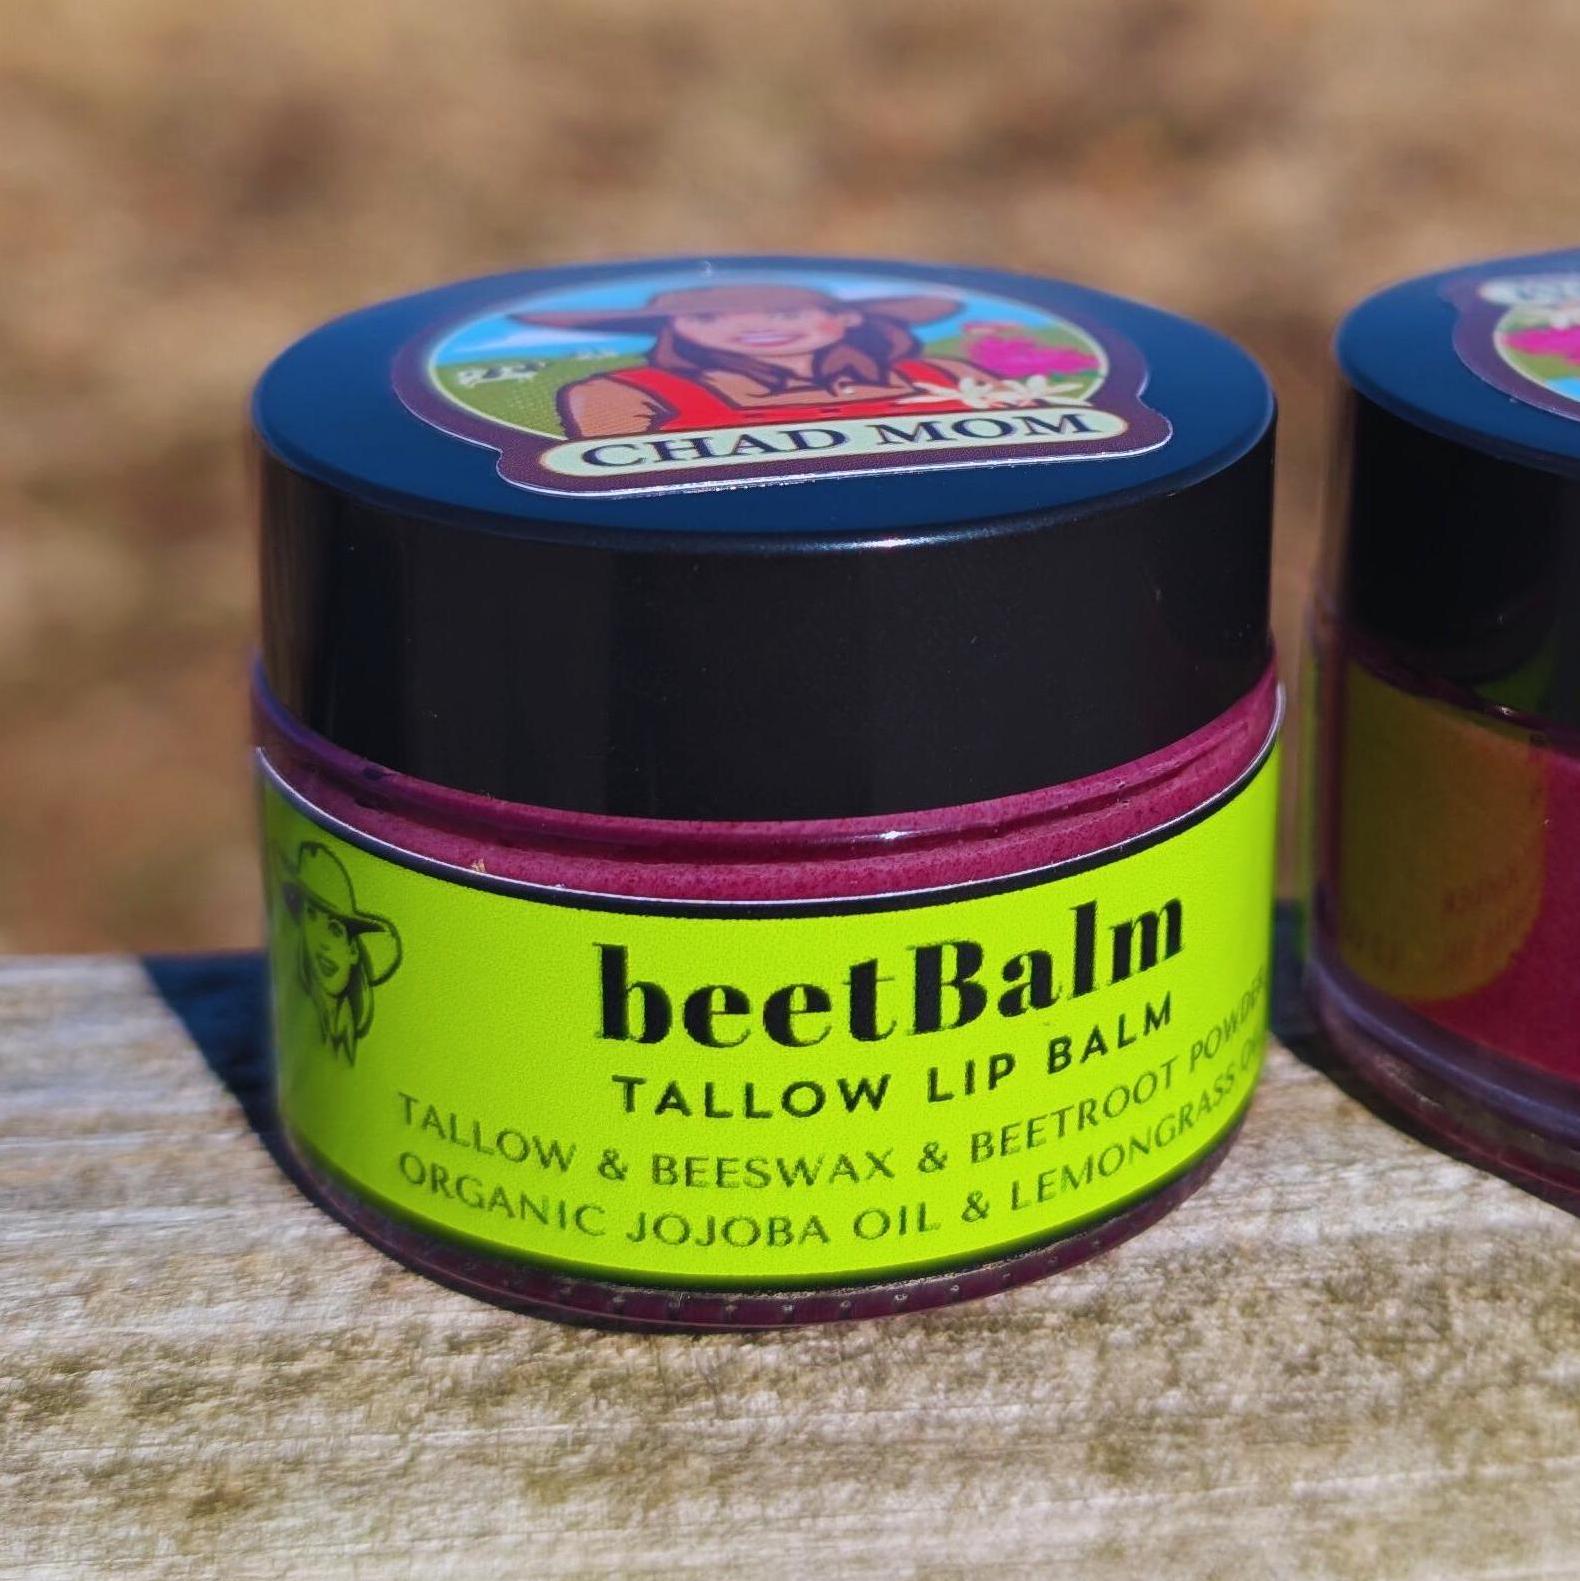 CHAD MOM
beetBalm
TALLOW LIP BALM
TALLOW & BEESWAX & BEETROOT POWDER
ORGANIC JOJOBA OIL & LEMONGRASS